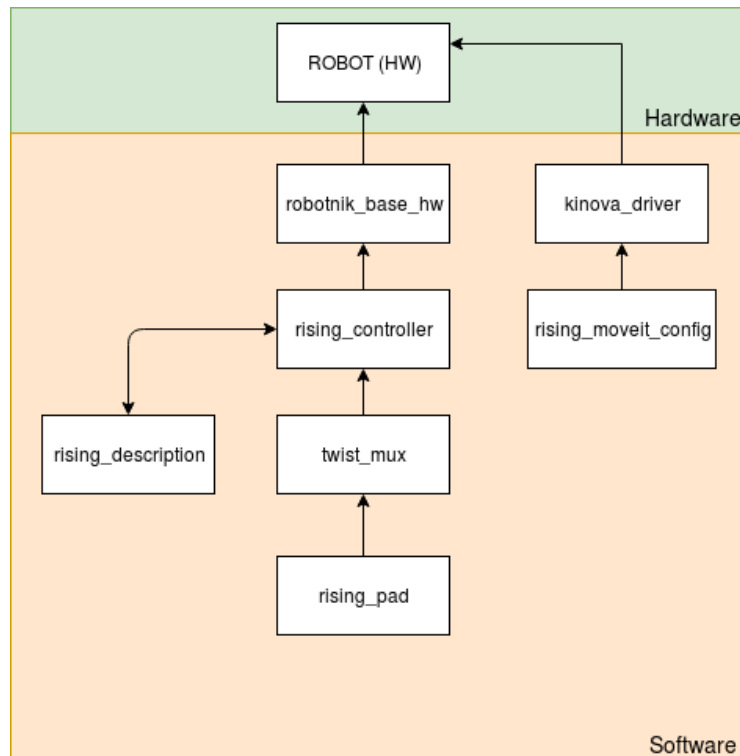 ROBOT (HW)
Hardware
robotnik_base_hw
kinova_driver
rising_controller
rising_moveit_config
rising_description
twist_mux
rising_pad
Software